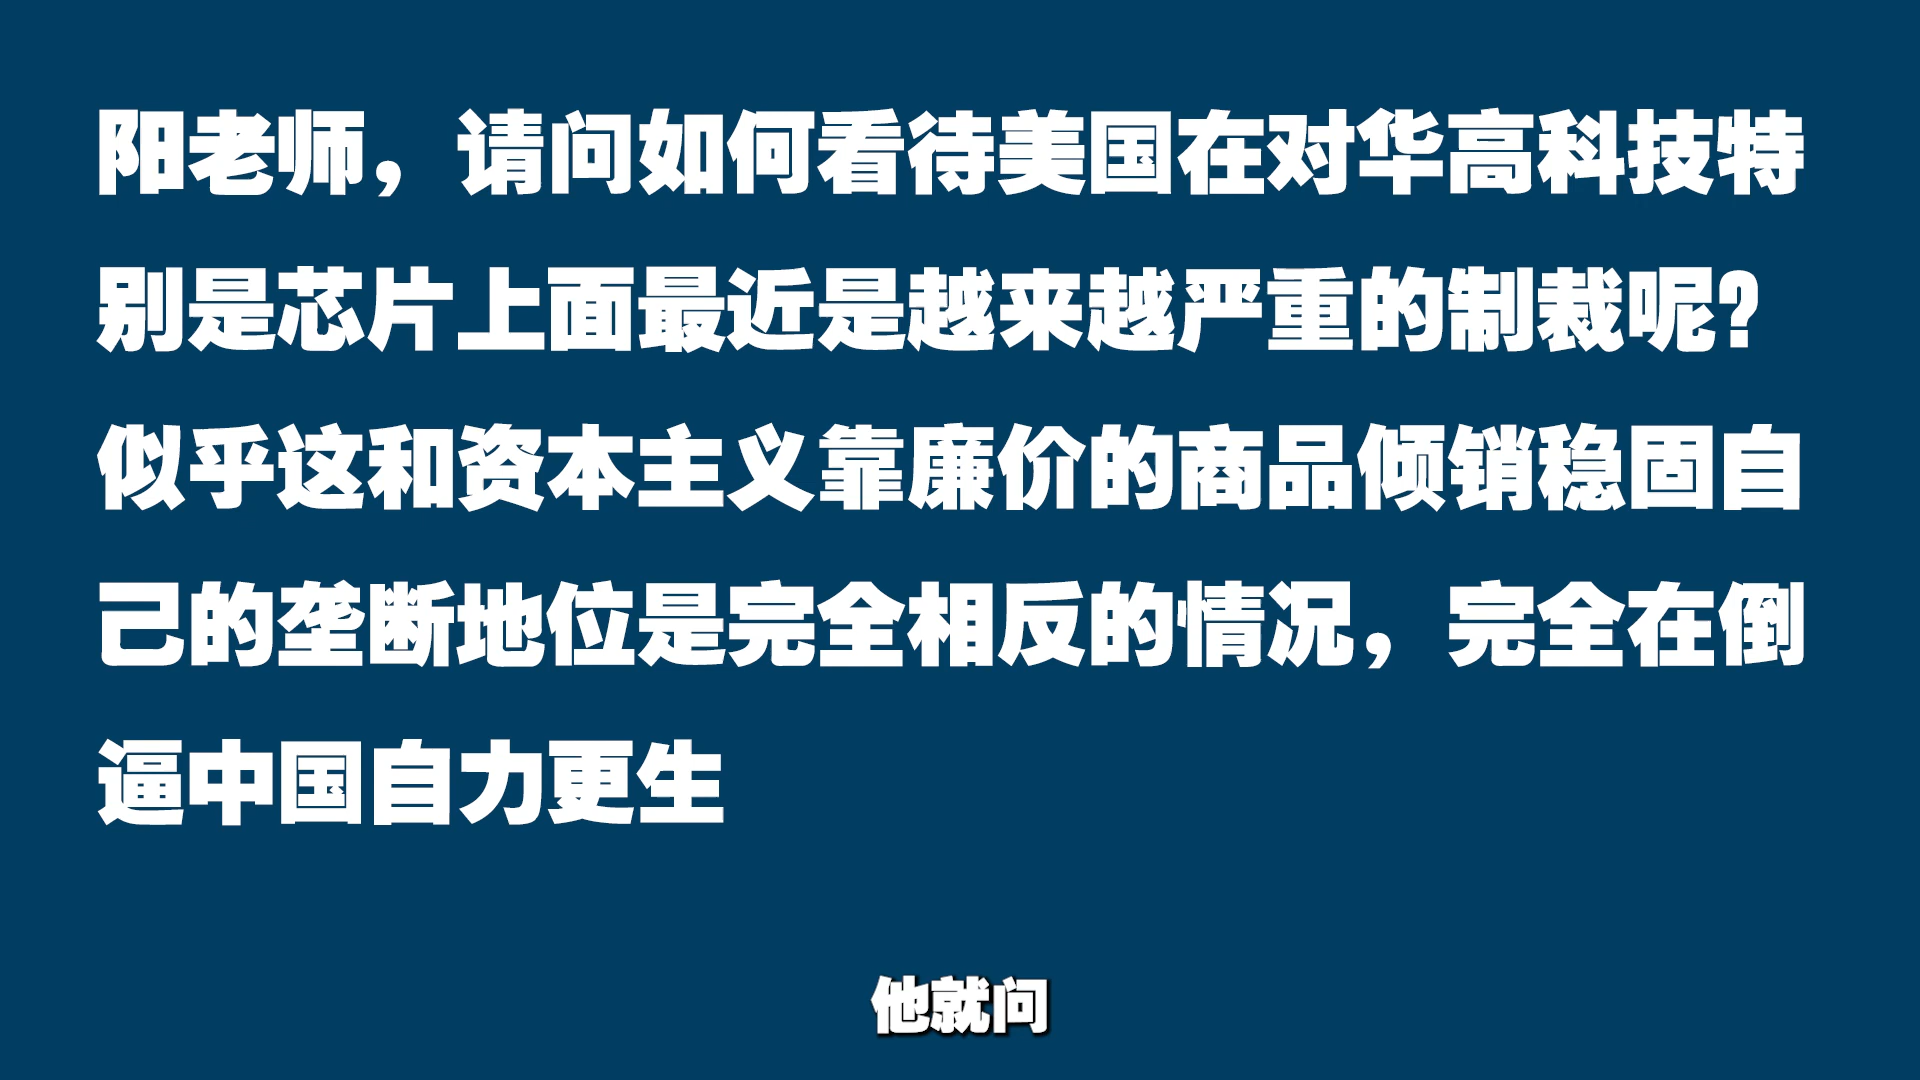 阳老师，请问如何看待美国在对华高科技特
别是芯片上面最近是越来越严重的制裁呢？
似乎这和资本主义靠廉价的商品倾销稳固自
己的垄断地位是完全相反的情况，完全在倒
逼中国自力更生
他就问